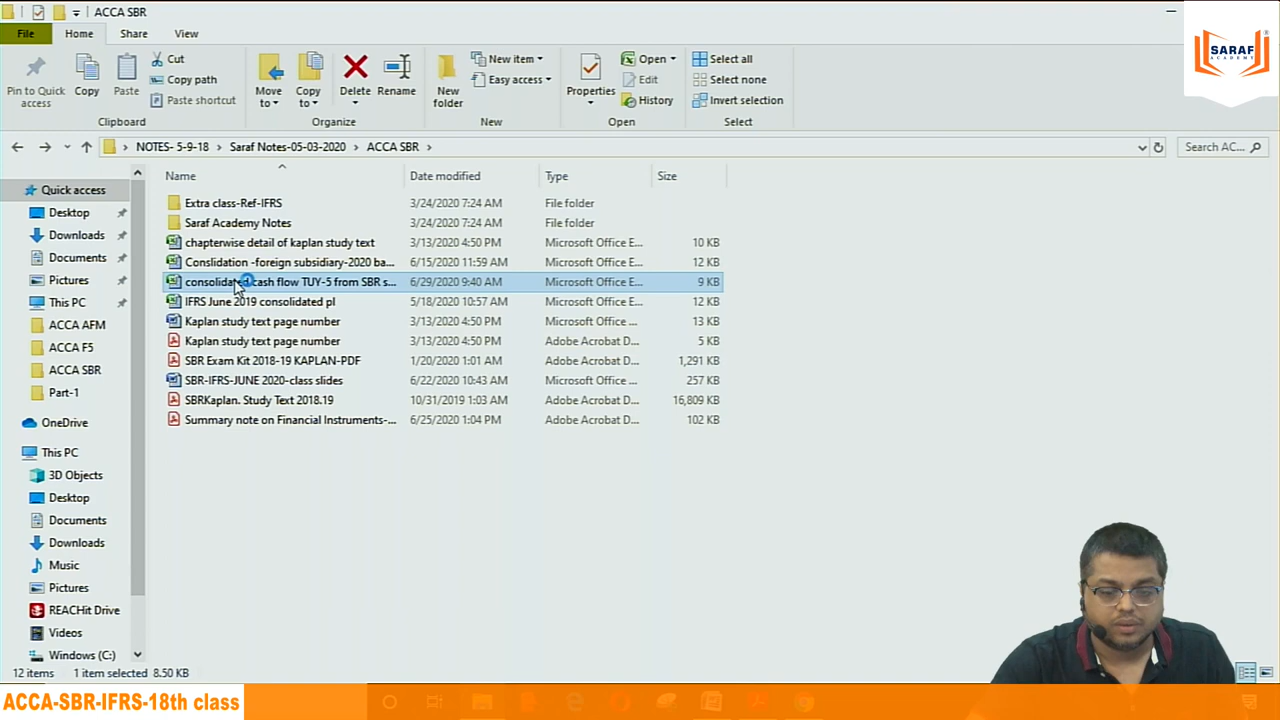 ACCA SBR
File Home Share View
Pin to Quick access
Copy
Paste
Cut
Copy path
Paste shortcut
Clipboard
Move to
Copy to
Delete
Rename
Organize
New folder
New item
Easy access
New
Properties
Open
Edit
History
Open
Select all
Select none
Invert selection
Select
SARAF
ACADEMY
NOTES- 5-9-18 > Saraf Notes-05-03-2020 > ACCA SBR >
Search AC...
Name Date modified Type Size
Extra class-Ref-IFRS 3/24/2020 7:24 AM File folder
Saraf Academy Notes 3/24/2020 7:24 AM File folder
chapterwise detail of kaplan study text 3/13/2020 4:50 PM Microsoft Office E... 10 KB
Conslidation -foreign subsidiary-2020 ba... 6/15/2020 11:59 AM Microsoft Office E... 12 KB
consolidated cash flow TUY-5 from SBR s... 6/29/2020 9:40 AM Microsoft Office E... 9 KB
IFRS June 2019 consolidated pl 5/18/2020 10:57 AM Microsoft Office E... 12 KB
Kaplan study text page number 3/13/2020 4:50 PM Microsoft Office ... 13 KB
Kaplan study text page number 3/13/2020 4:50 PM Adobe Acrobat D... 5 KB
SBR Exam Kit 2018-19 KAPLAN-PDF 1/20/2020 1:01 AM Adobe Acrobat D... 1,291 KB
SBR-IFRS-JUNE 2020-class slides 6/22/2020 10:43 AM Microsoft Office ... 257 KB
SBRKaplan. Study Text 2018.19 10/31/2019 1:03 AM Adobe Acrobat D... 16,809 KB
Summary note on Financial Instruments-... 6/25/2020 1:04 PM Adobe Acrobat D... 102 KB
Quick access
Desktop
Downloads
Documents
Pictures
This PC
ACCA AFM
ACCA F5
ACCA SBR
Part-1
OneDrive
This PC
3D Objects
Desktop
Documents
Downloads
Music
Pictures
REACHit Drive
Videos
Windows (C:)
12 items 1 item selected 8.50 KB
ACCA-SBR-IFRS-18th class